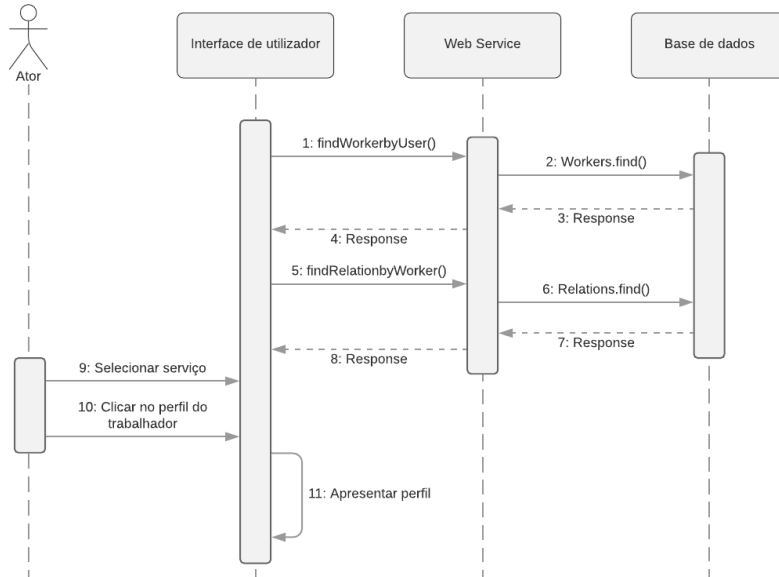 Ator
Interface de utilizador
Web Service
Base de dados
1: findWorkerbyUser()
2: Workers.find()
3: Response
4: Response
5: findRelationbyWorker()
6: Relations.find()
7: Response
8: Response
9: Selecionar serviço
10: Clicar no perfil do
trabalhador
11: Apresentar perfil